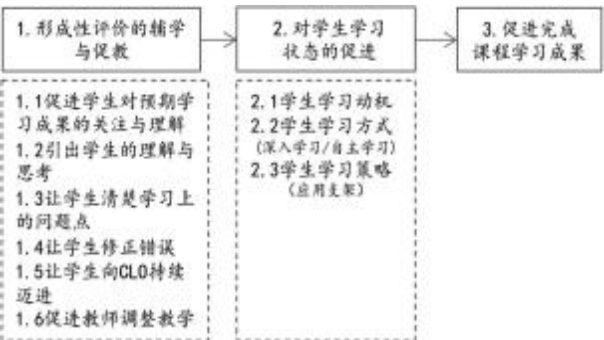 1. 形成性评价的辅学
与促教
2. 对学生学习
状态的促进
3. 促进完成
课程学习成果
1.1促进学生对预期学
习成果的关注与理解
1.2引出学生的理解与
思考
1.3让学生清楚学习上
的问题点
1.4让学生修正错误
1.5让学生向CLO持续
迈进
1.6促进教师调整教学
2.1学生学习动机
2.2学生学习方式
(深入学习/自主学习)
2.3学生学习策略
(应用支架)